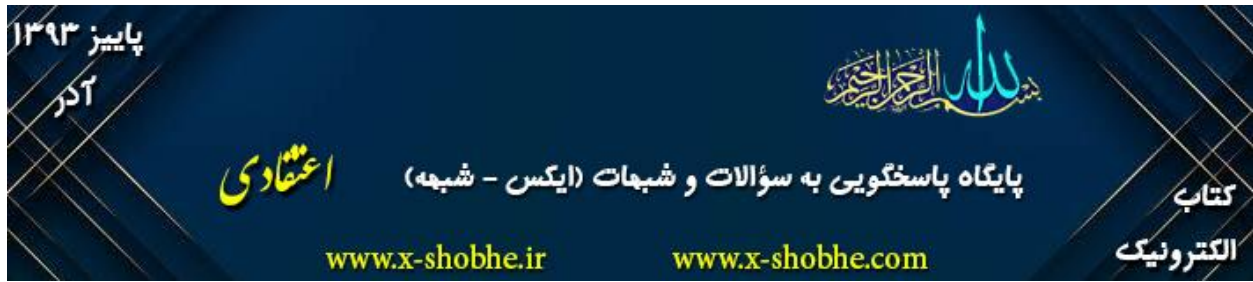 بسم الله الرحمن الرحیم
پاییز ۱۳۹۳
آذر
پایگاه پاسخگویی به سؤالات و شبهات (ایکس - شبهه) اعتقادی
www.x-shobhe.ir www.x-shobhe.com
کتاب
الکترونیک